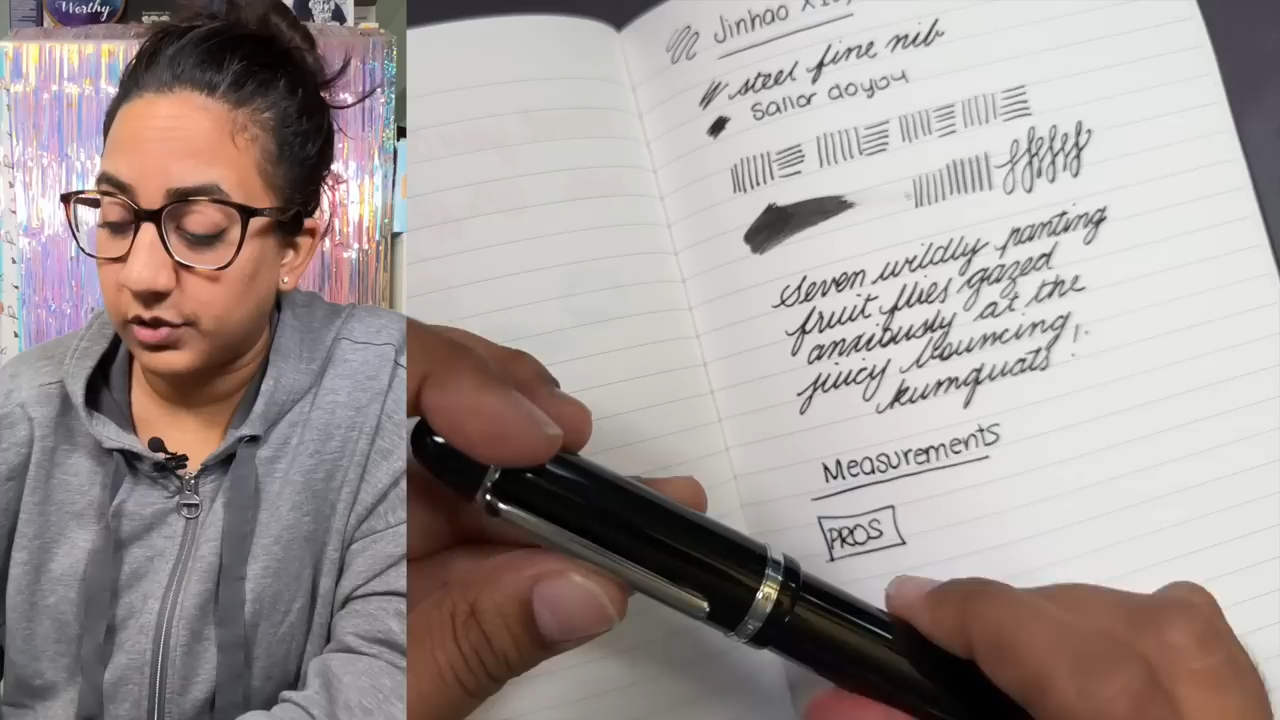 Worthy
Jinhao
steel fine nib
Sailor doyou
Seven wildly panting
fruit flies gazed
anxiously at the
juicy bouncing,
kumquats.
Measurements
PROS